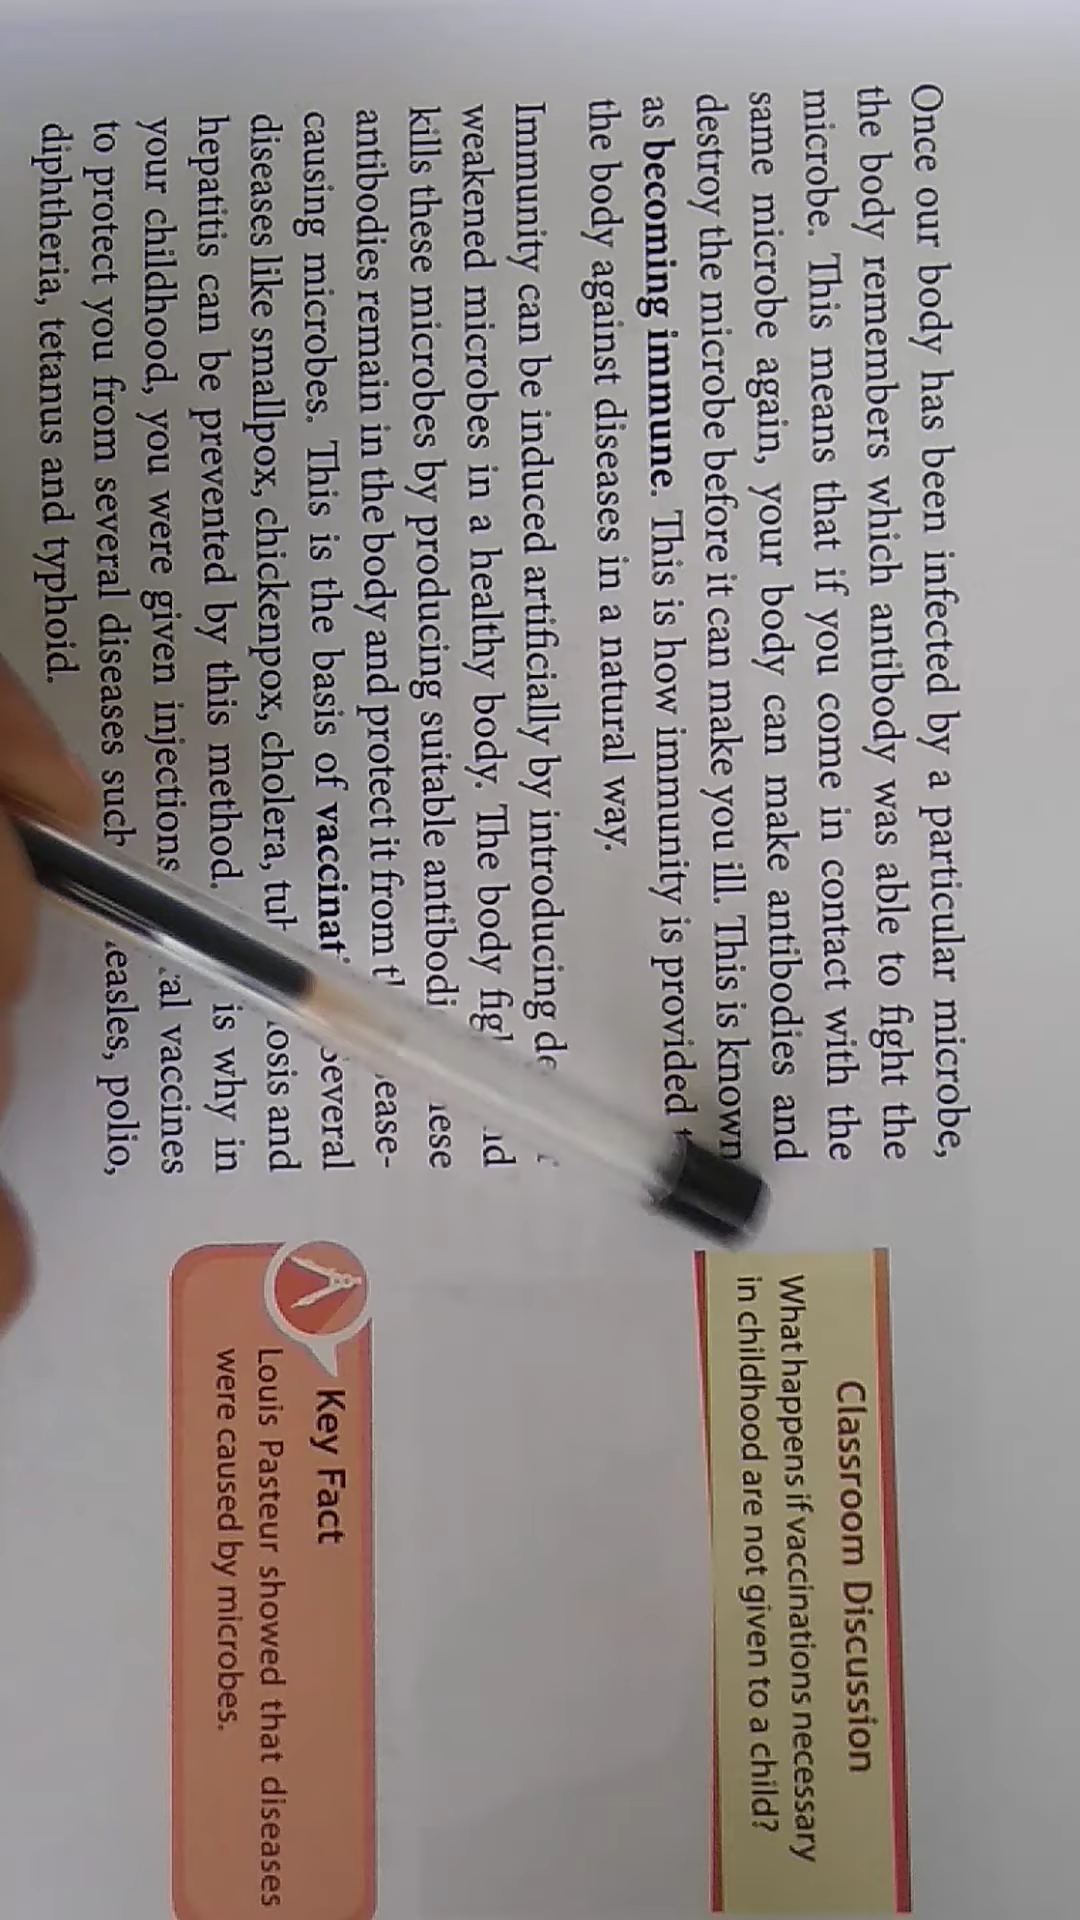 Once our body has been infected by a particular microbe,
the body remembers which antibody was able to fight the
microbe. This means that if you come in contact with the
same microbe again, your body can make antibodies and
destroy the microbe before it can make you ill. This is known
as becoming immune. This is how immunity is provided
the body against diseases in a natural way.
Immunity can be induced artificially by introducing
weakened microbes in a healthy body. The body
kills these microbes by producing suitable
antibodies remain in the body and protect it from
causing microbes. This is the basis of
diseases like smallpox, chickenpox, cholera, and
hepatitis can be prevented by this method. is why in
your childhood, you were given injections vaccines
to protect you from several diseases such polio,
diphtheria, tetanus and typhoid.
Classroom Discussion
What happens if vaccinations necessary
in childhood are not given to a child?
Key Fact
Louis Pasteur showed that diseases
were caused by microbes.